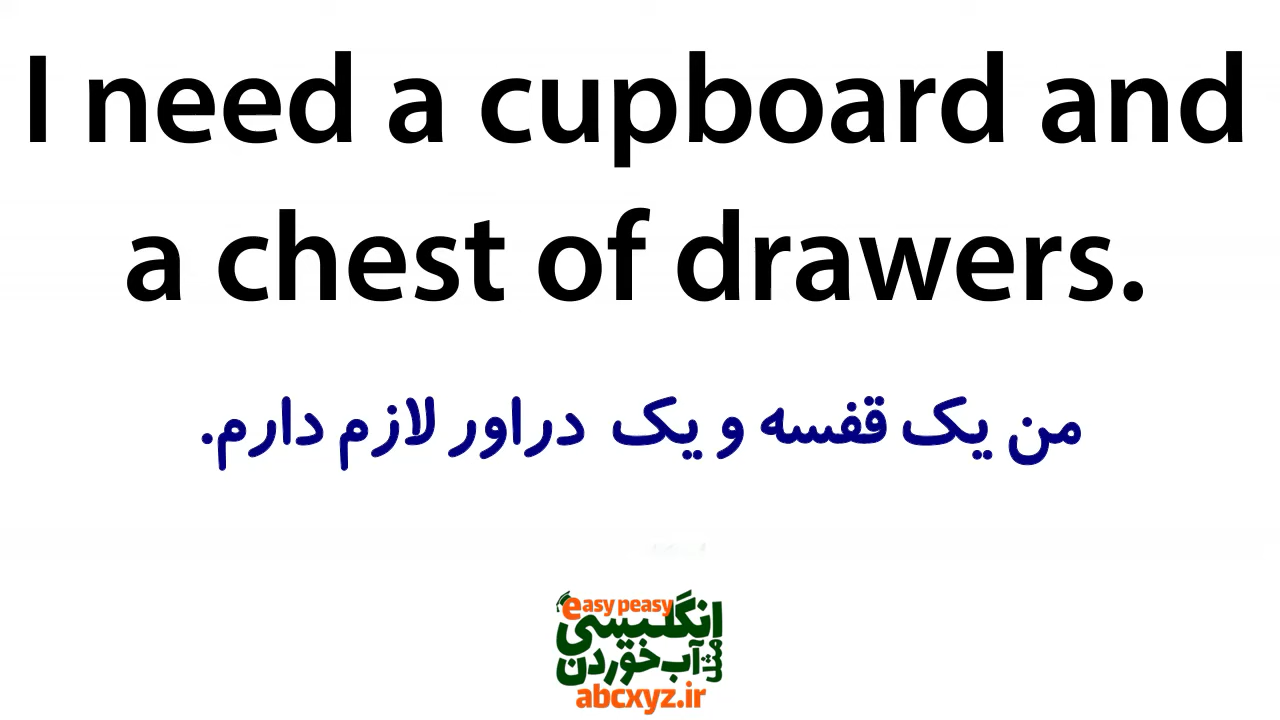 I need a cupboard and
a chest of drawers.
من یک قفسه و یک دراور لازم دارم.
easy peasy
انگلیسی
مثل آب خوردن
abcxyz.ir